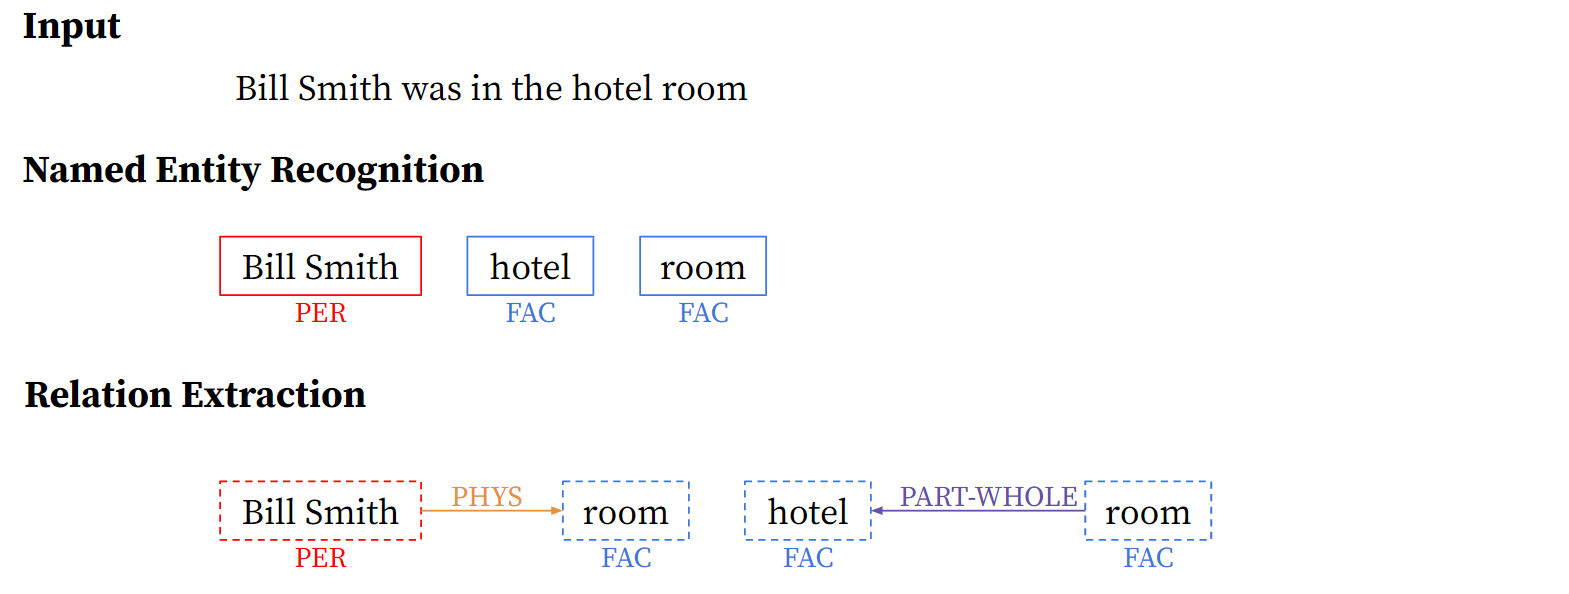 Input
Bill Smith was in the hotel room
Named Entity Recognition
Bill Smith hotel room
PER FAC FAC
Relation Extraction
Bill Smith PHYS room hotel PART-WHOLE room
PER FAC FAC FAC